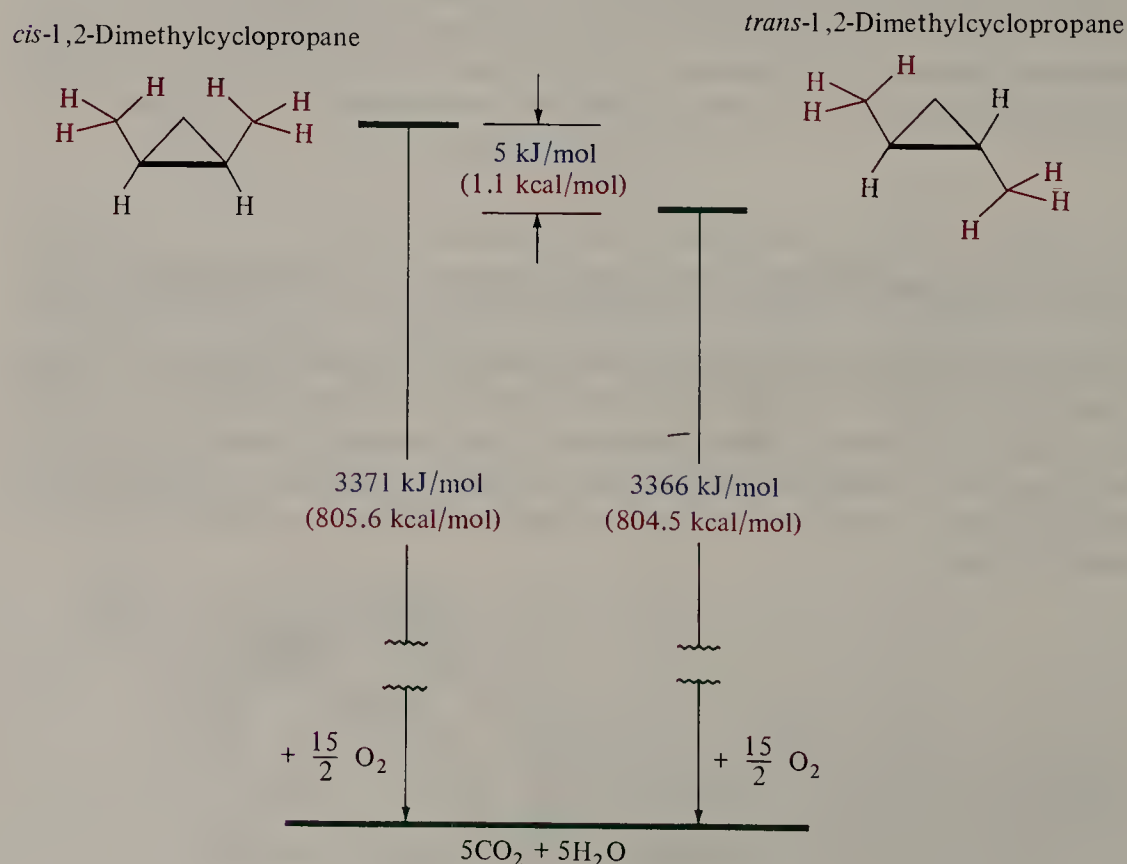 cis-1,2-Dimethylcyclopropane
trans-1,2-Dimethylcyclopropane
H H H H
H H
H H
H
H
H
H
H
H
H
H
5 kJ/mol
(1.1 kcal/mol)
3371 kJ/mol
(805.6 kcal/mol)
3366 kJ/mol
(804.5 kcal/mol)
+ 15/2 O₂
+ 15/2 O₂
5CO₂ + 5H₂O